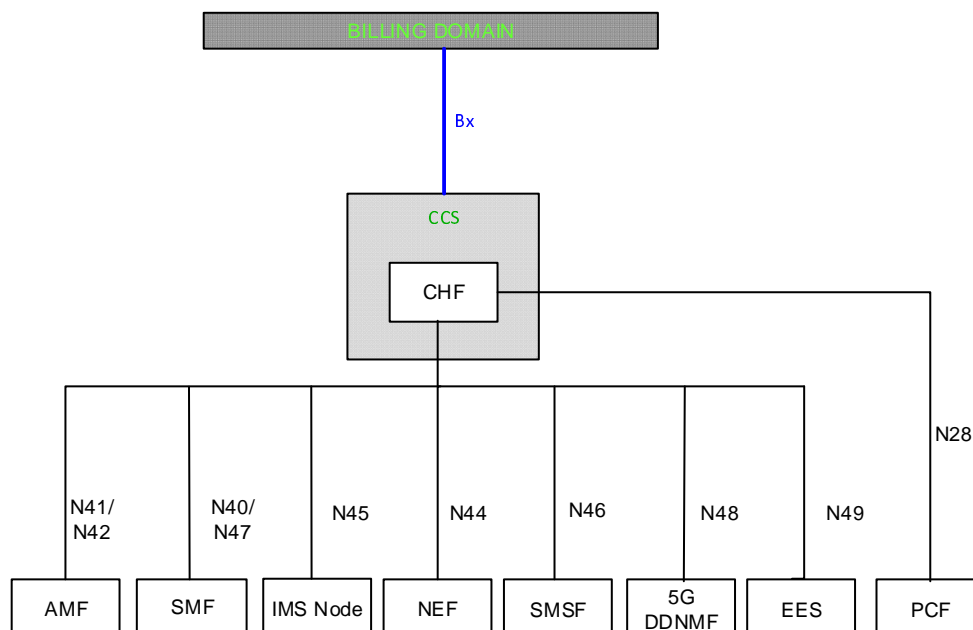 BILLING DOMAIN
Bx
CCS
CHF
N28
N41/
N42
N40/
N47
N45
N44
N46
N48
N49
AMF
SMF
IMS Node
NEF
SMSF
5G
DDNMF
EES
PCF